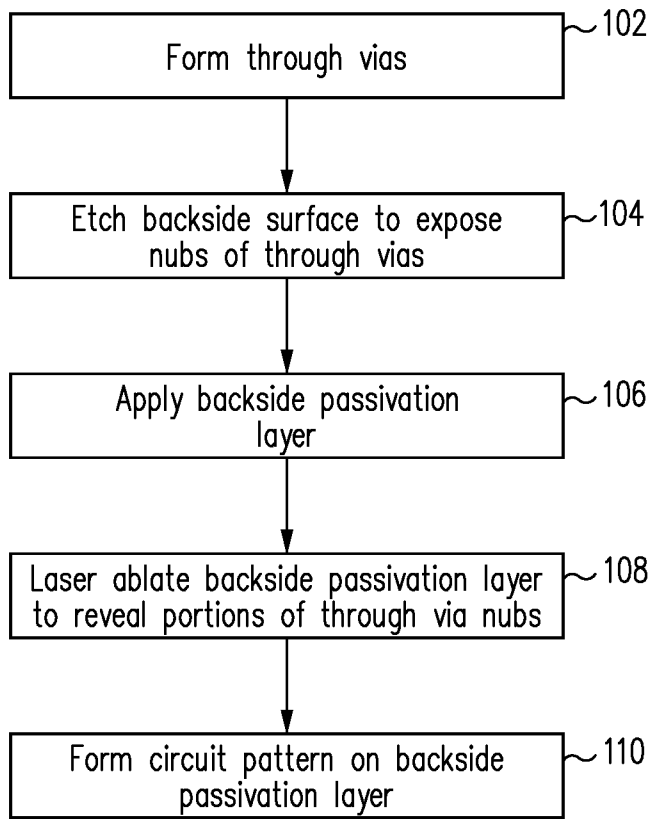 102
Form through vias
104
Etch backside surface to expose
nubs of through vias
106
Apply backside passivation
layer
108
Laser ablate backside passivation layer
to reveal portions of through via nubs
110
Form circuit pattern on backside
passivation layer